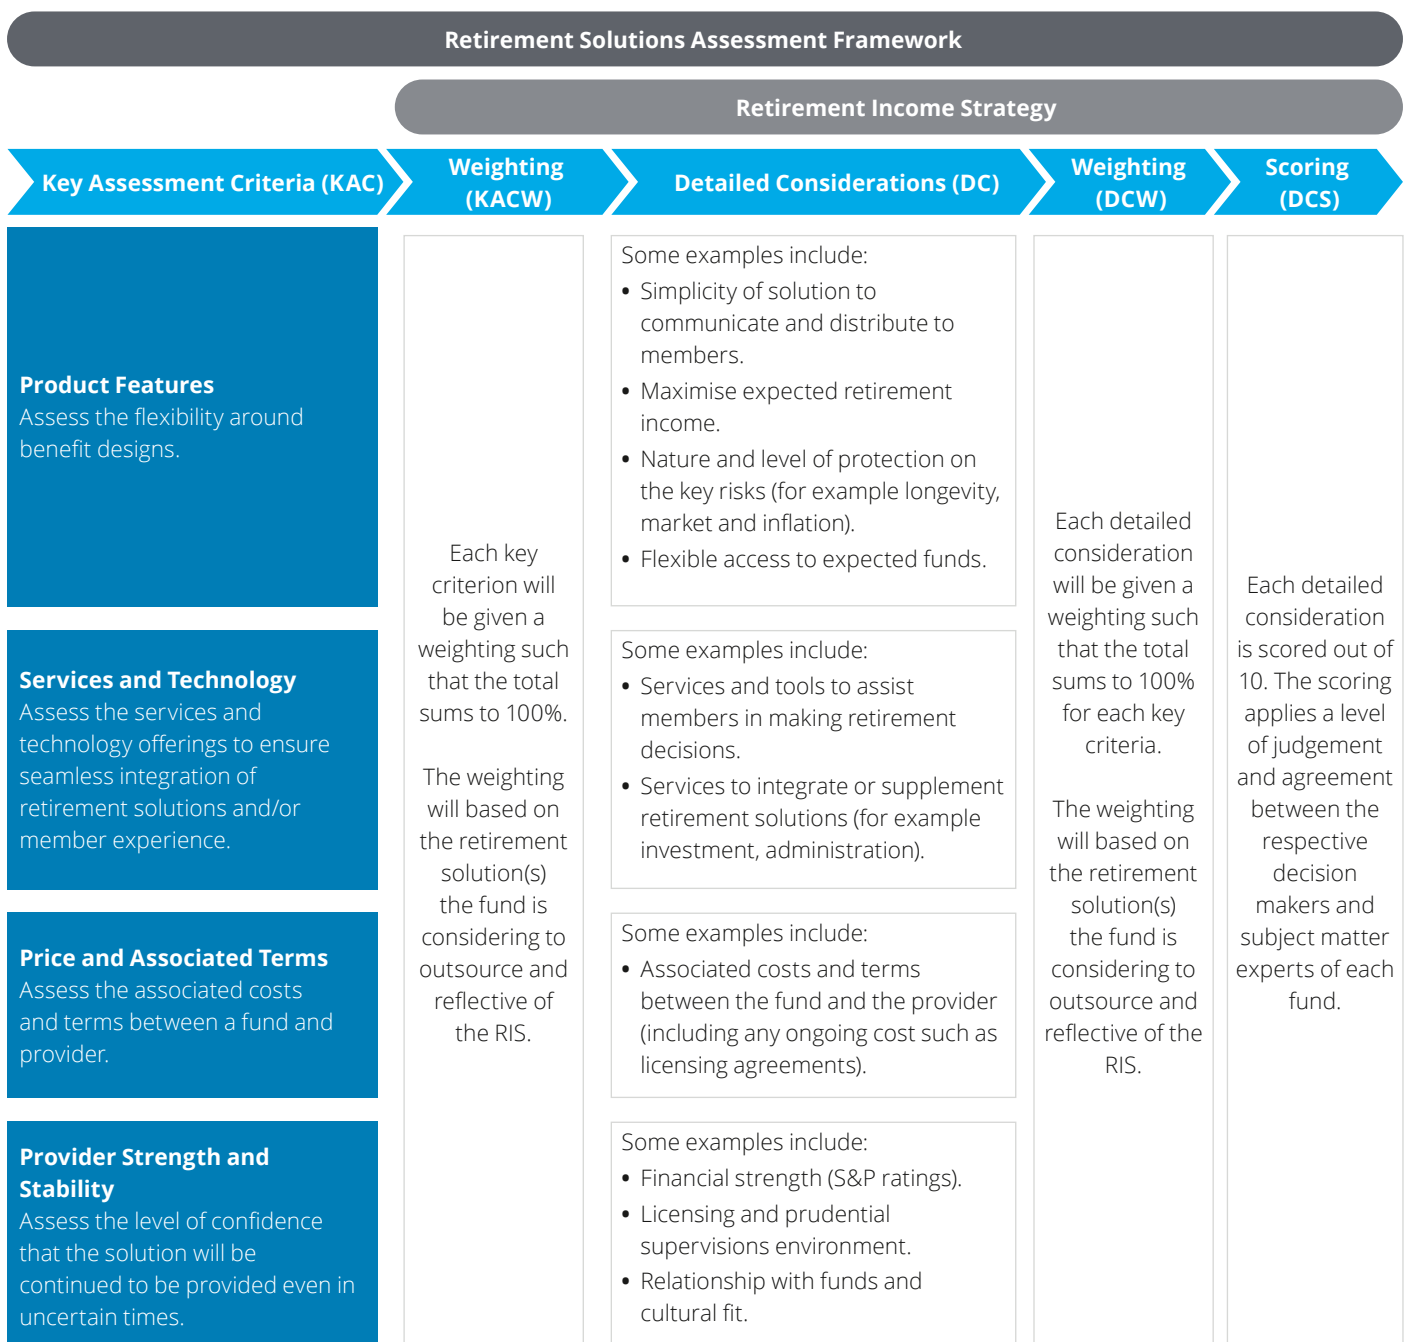 Retirement Solutions Assessment Framework
Retirement Income Strategy
Key Assessment Criteria (KAC)
Weighting
(KACW)
Detailed Considerations (DC)
Weighting
(DCW)
Scoring
(DCS)
Product Features
Assess the flexibility around
benefit designs.
Services and Technology
Assess the services and
technology offerings to ensure
seamless integration of
retirement solutions and/or
member experience.
Price and Associated Terms
Assess the associated costs
and terms between a fund and
provider.
Provider Strength and
Stability
Assess the level of confidence
that the solution will be
continued to be provided even in
uncertain times.
Each key
criterion will
be given a
weighting such
that the total
sums to 100%.
The weighting
will based on
the retirement
solution(s)
the fund is
considering to
outsource and
reflective of
the RIS.
Some examples include:
• Simplicity of solution to
communicate and distribute to
members.
• Maximise expected retirement
income.
• Nature and level of protection on
the key risks (for example longevity,
market and inflation).
• Flexible access to expected funds.
Some examples include:
• Services and tools to assist
members in making retirement
decisions.
• Services to integrate or supplement
retirement solutions (for example
investment, administration).
Some examples include:
• Associated costs and terms
between the fund and the provider
(including any ongoing cost such as
licensing agreements).
Some examples include:
• Financial strength (S&P ratings).
• Licensing and prudential
supervisions environment.
• Relationship with funds and
cultural fit.
Each detailed
consideration
will be given a
weighting such
that the total
sums to 100%
for each key
criteria.
The weighting
will based on
the retirement
solution(s)
the fund is
considering to
outsource and
reflective of the
RIS.
Each detailed
consideration
is scored out of
10. The scoring
applies a level
of judgement
and agreement
between the
respective
decision
makers and
subject matter
experts of each
fund.